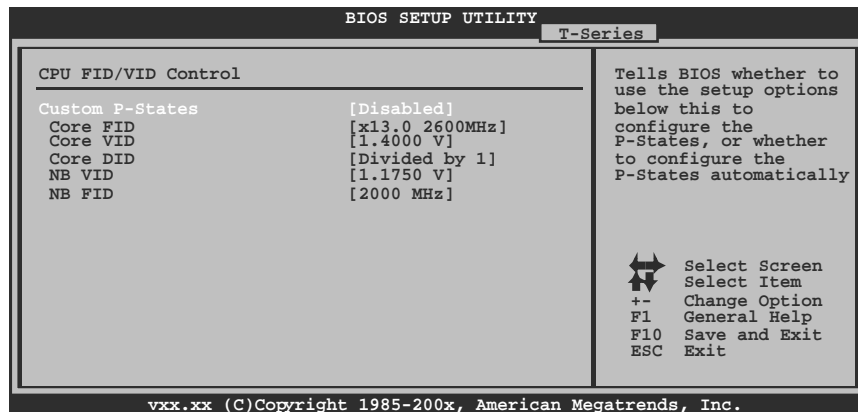 BIOS SETUP UTILITY
T-Series
CPU FID/VID Control
Custom P-States [Disabled]
Core FID [x13.0 2600MHz]
Core VID [1.4000 V]
Core DID [Divided by 1]
NB VID [1.1750 V]
NB FID [2000 MHz]
Tells BIOS whether to
use the setup options
below this to
configure the
P-States, or whether
to configure the
P-States automatically
Select Screen
Select Item
+- Change Option
F1 General Help
F10 Save and Exit
ESC Exit
vxx.xx (C)Copyright 1985-200x, American Megatrends, Inc.